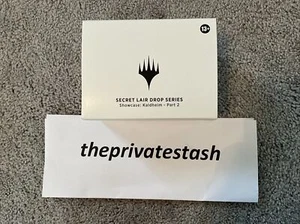 13+
SECRET LAIR DROP SERIES
Showcase: Kaldheim - Part 2
theprivatestash